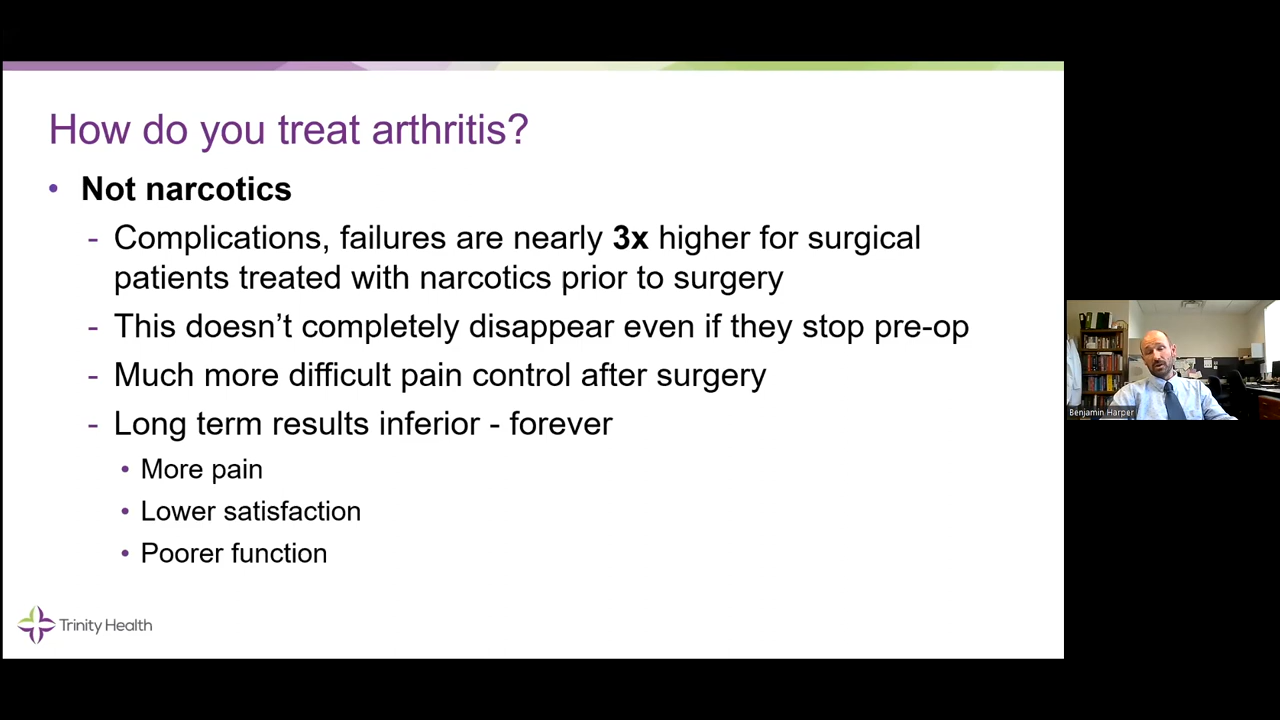 How do you treat arthritis?
• Not narcotics
- Complications, failures are nearly 3x higher for surgical
patients treated with narcotics prior to surgery
- This doesn’t completely disappear even if they stop pre-op
- Much more difficult pain control after surgery
- Long term results inferior - forever
• More pain
• Lower satisfaction
• Poorer function
Trinity Health
Benjamin Harper